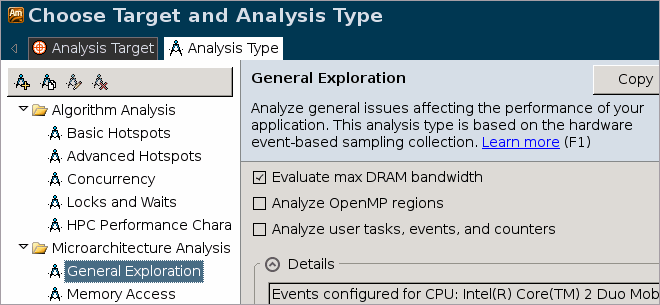 Am Choose Target and Analysis Type
Analysis Target
Analysis Type
Algorithm Analysis
Basic Hotspots
Advanced Hotspots
Concurrency
Locks and Waits
HPC Performance Chara
Microarchitecture Analysis
General Exploration
Memory Access
General Exploration
Copy
Analyze general issues affecting the performance of your
application. This analysis type is based on the hardware
event-based sampling collection. Learn more (F1)
Evaluate max DRAM bandwidth
Analyze OpenMP regions
Analyze user tasks, events, and counters
Details
Events configured for CPU: Intel(R) Core(TM) 2 Duo Mob